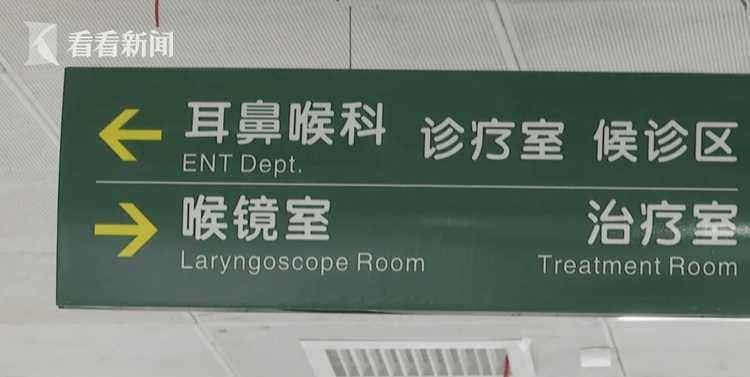 看看新闻
耳鼻喉科 诊疗室 候诊区
ENT Dept.
喉镜室 治疗室
Laryngoscope Room Treatment Room